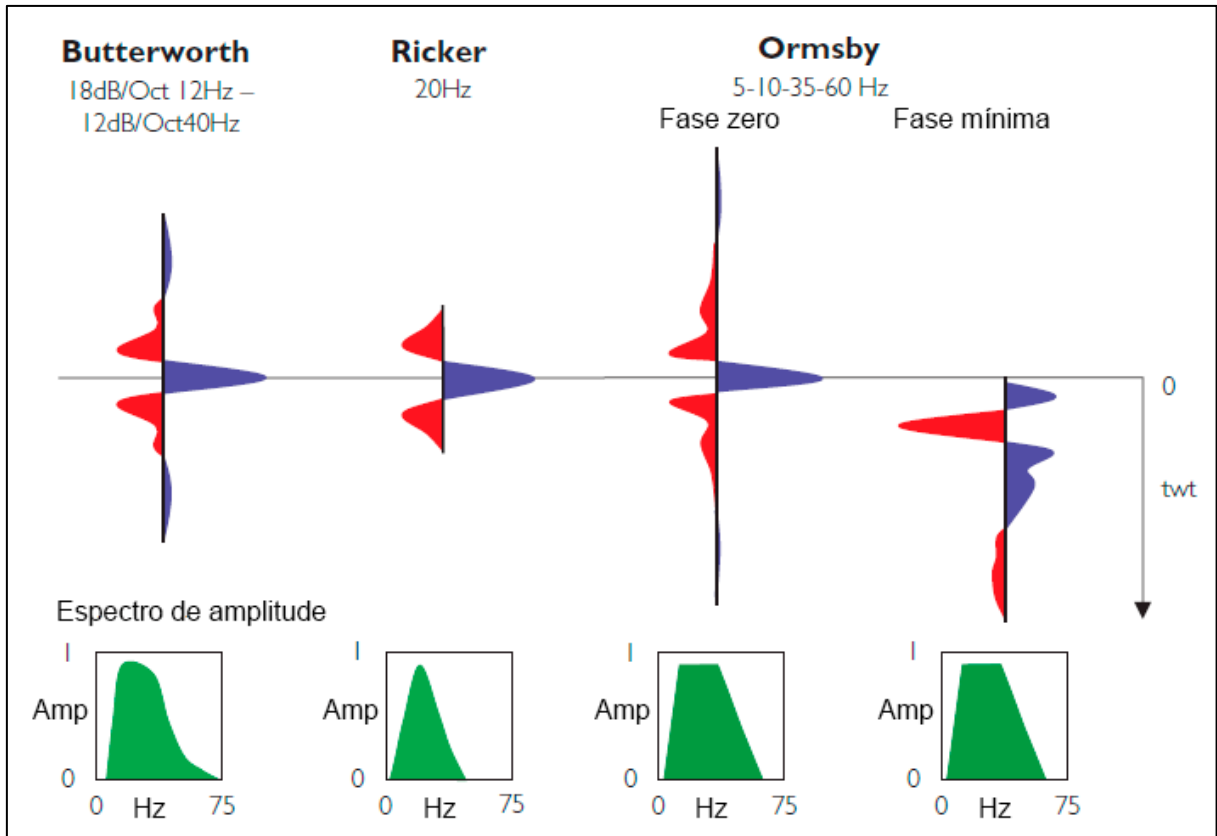 Butterworth
18dB/Oct 12Hz –
12dB/Oct40Hz
Ricker
20Hz
Ormsby
5-10-35-60 Hz
Fase zero
Fase mínima
0
twt
Espectro de amplitude
1
Amp
0
0 Hz 75
1
Amp
0
0 Hz 75
1
Amp
0
0 Hz 75
1
Amp
0
0 Hz 75